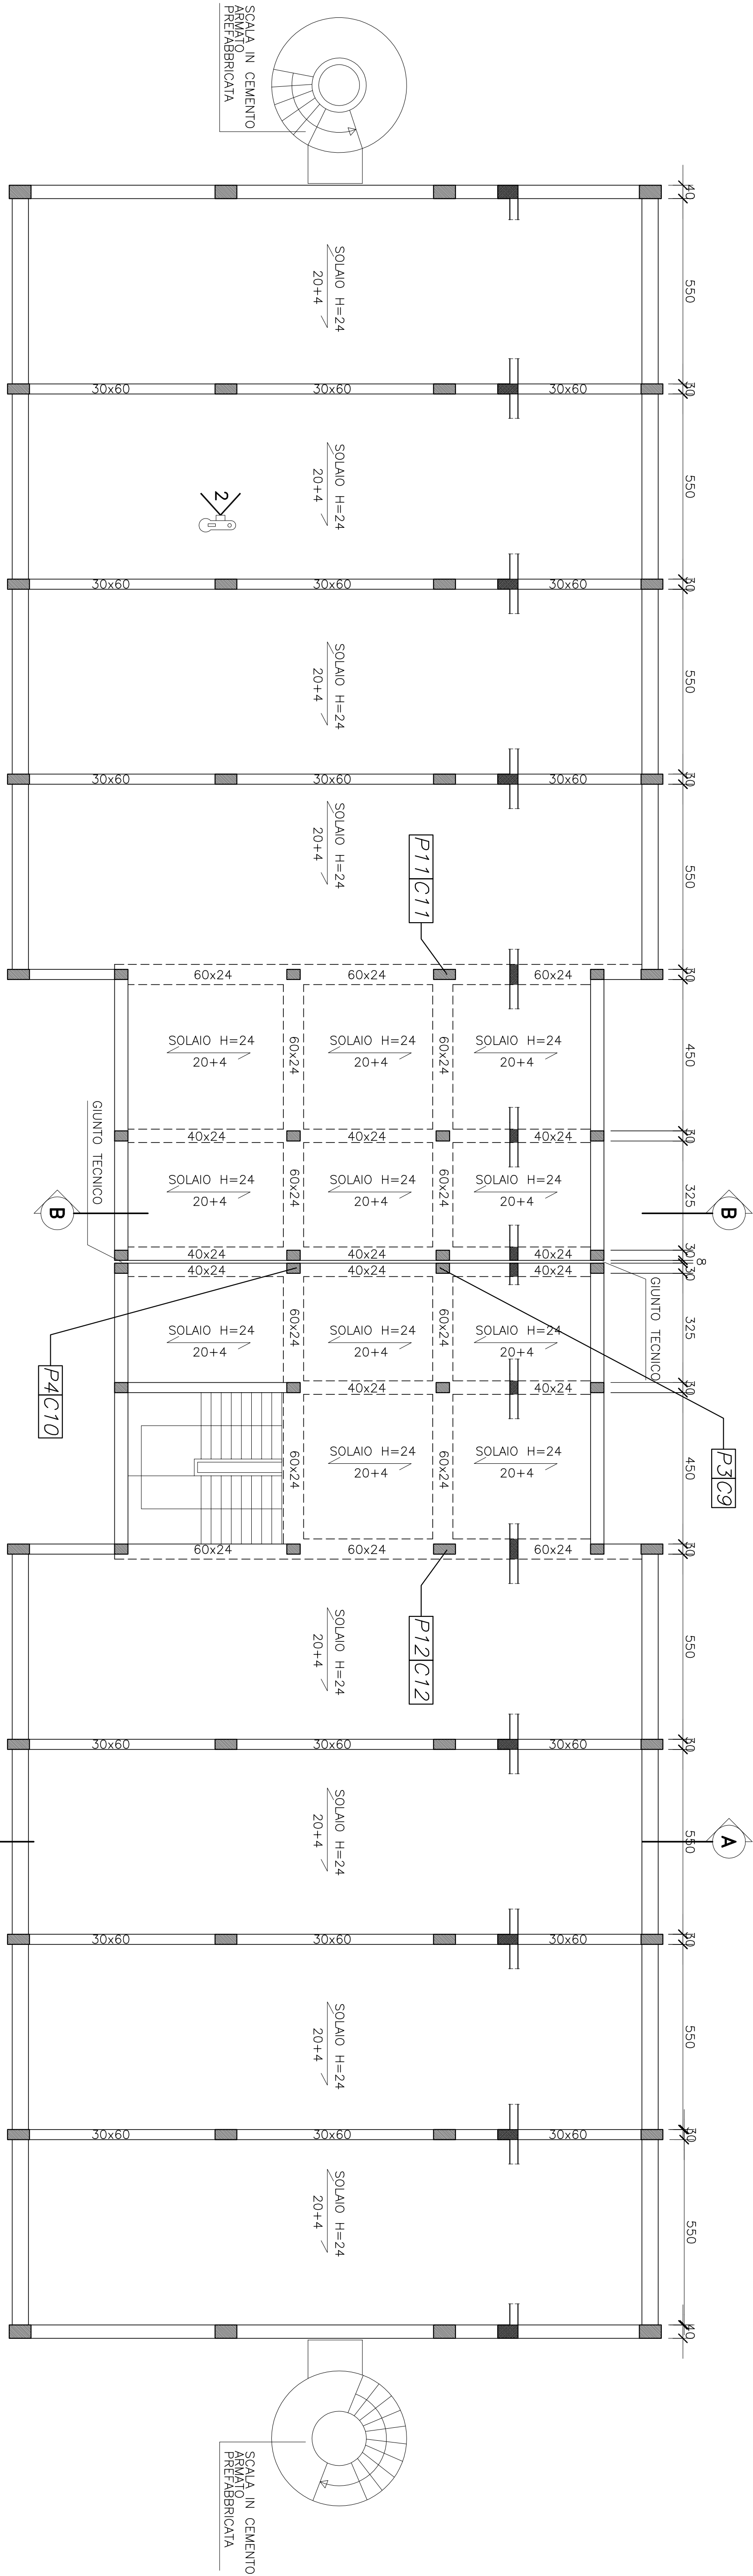 SCALA IN CEMENTO
ARMATO
PREFABBRICATA
40
550
SOLAIO H=24
20+4
30
30x60
30x60
30x60
550
SOLAIO H=24
20+4
2
30
30x60
30x60
30x60
550
SOLAIO H=24
20+4
30
30x60
30x60
30x60
550
SOLAIO H=24
20+4
P11 C11
30
60x24
60x24
60x24
450
SOLAIO H=24
20+4
60x24
SOLAIO H=24
20+4
60x24
SOLAIO H=24
20+4
30
40x24
40x24
40x24
GIUNTO TECNICO
325
SOLAIO H=24
20+4
60x24
SOLAIO H=24
20+4
60x24
SOLAIO H=24
20+4
B
B
30
40x24
40x24
40x24
8
30
40x24
40x24
40x24
GIUNTO TECNICO
325
SOLAIO H=24
20+4
60x24
SOLAIO H=24
20+4
60x24
SOLAIO H=24
20+4
P4 C10
30
40x24
40x24
P3 C9
450
60x24
SOLAIO H=24
20+4
60x24
SOLAIO H=24
20+4
30
60x24
60x24
60x24
P12 C12
550
SOLAIO H=24
20+4
30
30x60
30x60
30x60
550
SOLAIO H=24
20+4
A
30
30x60
30x60
30x60
550
SOLAIO H=24
20+4
30
30x60
30x60
30x60
550
SOLAIO H=24
20+4
40
SCALA IN CEMENTO
ARMATO
PREFABBRICATA